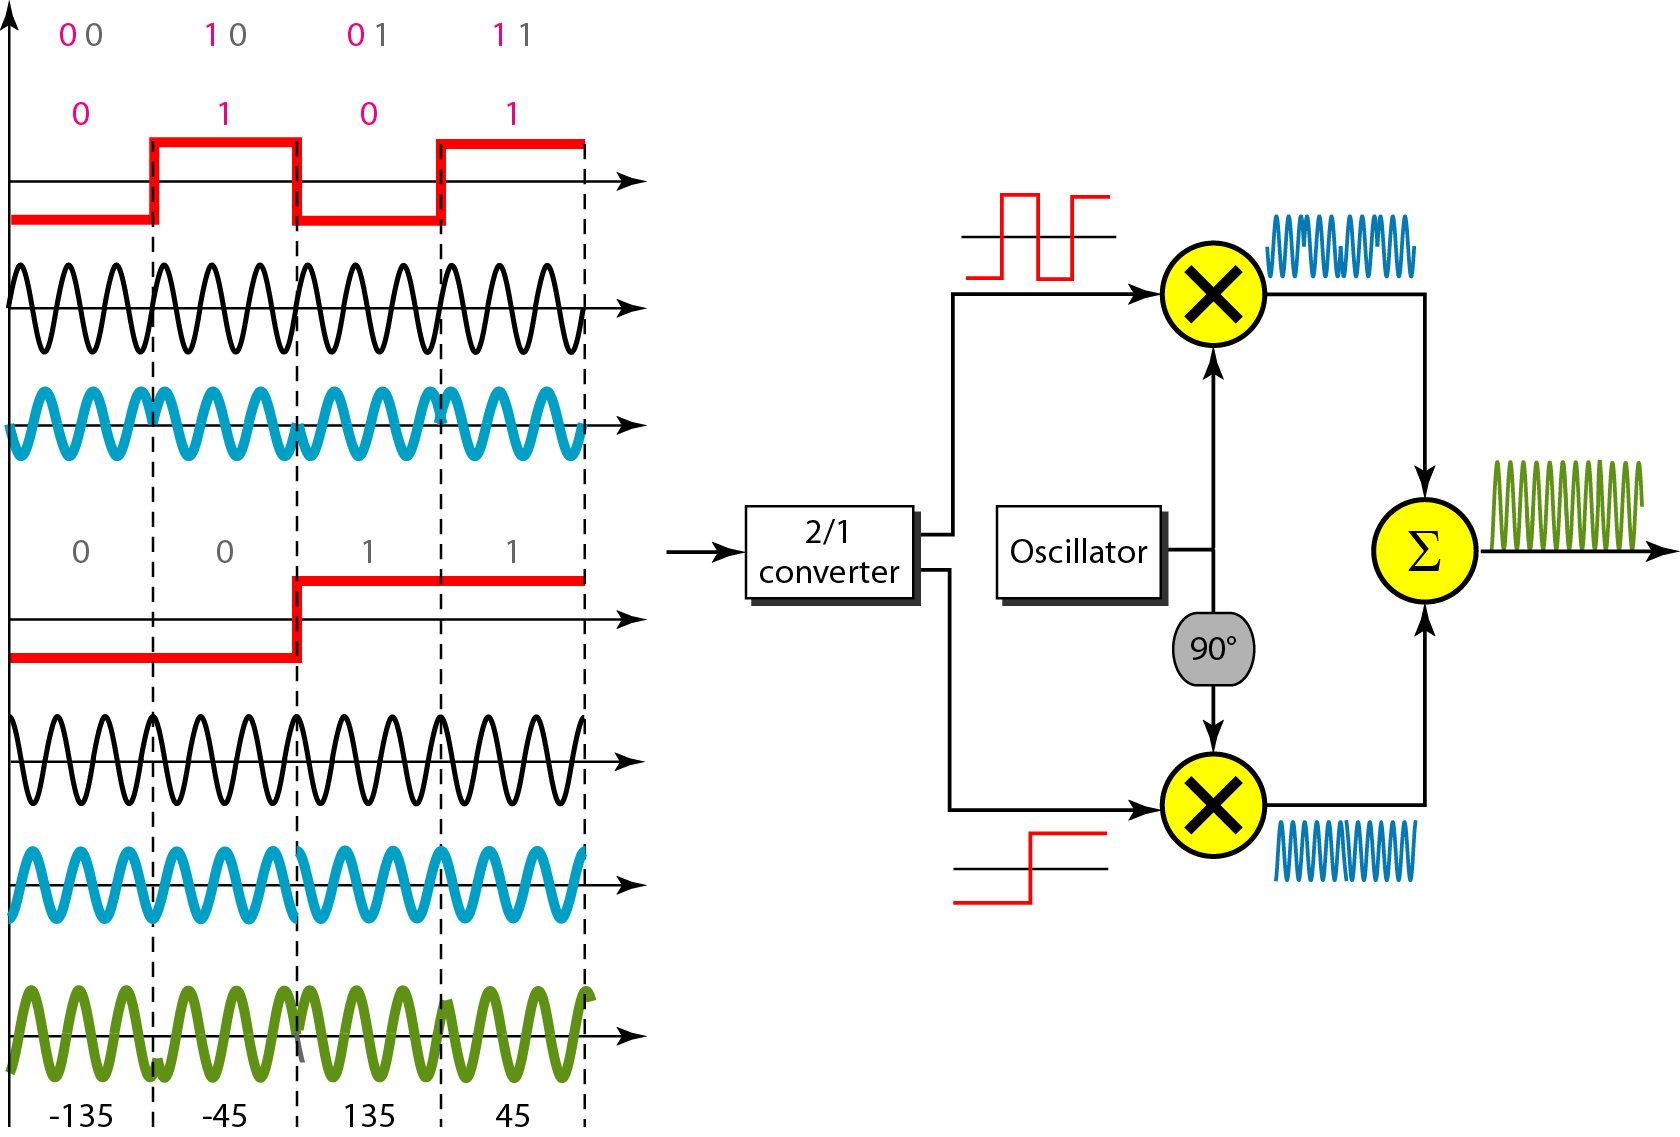 0 0 1 0 0 1 1 1
0 1 0 1
0 0 1 1
-135 -45 135 45
2/1
converter
Oscillator
90°
Σ